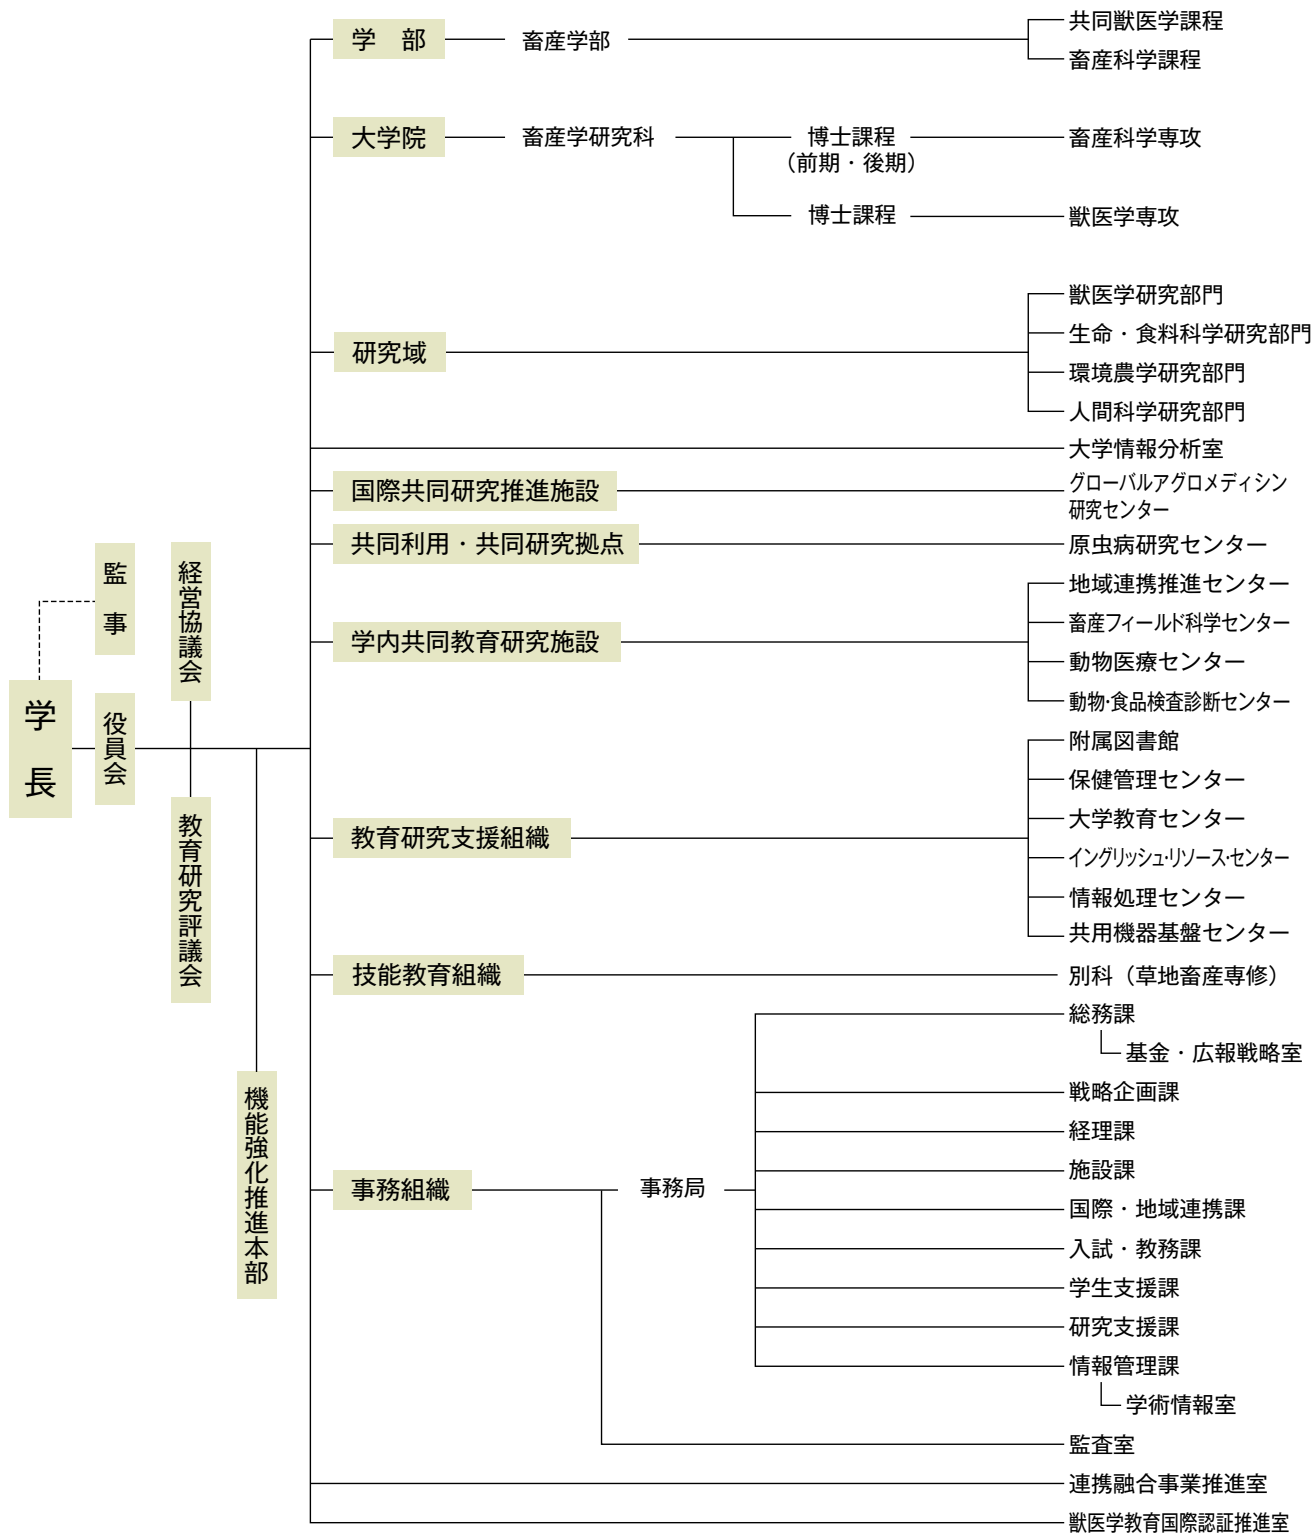 学長
監事
役員会
経営協議会
教育研究評議会
機能強化推進本部
学　部
畜産学部
共同獣医学課程
畜産科学課程
大学院
畜産学研究科
博士課程
（前期・後期）
畜産科学専攻
博士課程
獣医学専攻
研究域
獣医学研究部門
生命・食料科学研究部門
環境農学研究部門
人間科学研究部門
大学情報分析室
国際共同研究推進施設
グローバルアグロメディシン
研究センター
共同利用・共同研究拠点
原虫病研究センター
学内共同教育研究施設
地域連携推進センター
畜産フィールド科学センター
動物医療センター
動物・食品検査診断センター
教育研究支援組織
附属図書館
保健管理センター
大学教育センター
イングリッシュ・リソース・センター
情報処理センター
共用機器基盤センター
技能教育組織
別科（草地畜産専修）
事務組織
事務局
総務課
基金・広報戦略室
戦略企画課
経理課
施設課
国際・地域連携課
入試・教務課
学生支援課
研究支援課
情報管理課
学術情報室
監査室
連携融合事業推進室
獣医学教育国際認証推進室